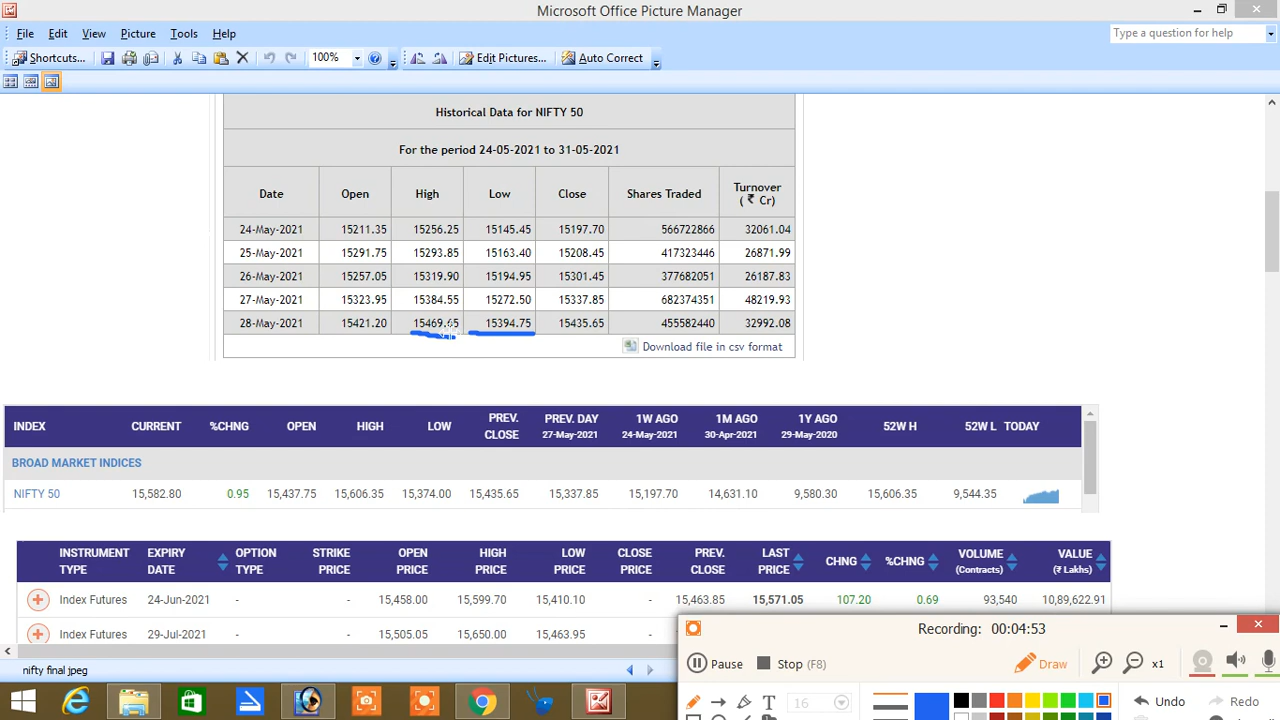 Microsoft Office Picture Manager
File Edit View Picture Tools Help
Type a question for help
Shortcuts... 100% Edit Pictures... Auto Correct
Historical Data for NIFTY 50
For the period 24-05-2021 to 31-05-2021
Date Open High Low Close Shares Traded Turnover ( ₹ Cr)
24-May-2021 15211.35 15256.25 15145.45 15197.70 566722866 32061.04
25-May-2021 15291.75 15293.85 15163.40 15208.45 417323446 26871.99
26-May-2021 15257.05 15319.90 15194.95 15301.45 377682051 26187.83
27-May-2021 15323.95 15384.55 15272.50 15337.85 682374351 48219.93
28-May-2021 15421.20 15469.65 15394.75 15435.65 455582440 32992.08
Download file in csv format
INDEX CURRENT %CHNG OPEN HIGH LOW PREV. CLOSE PREV. DAY 27-May-2021 1W AGO 24-May-2021 1M AGO 30-Apr-2021 1Y AGO 29-May-2020 52W H 52W L TODAY
BROAD MARKET INDICES
NIFTY 50 15,582.80 0.95 15,437.75 15,606.35 15,374.00 15,435.65 15,337.85 15,197.70 14,631.10 9,580.30 15,606.35 9,544.35
INSTRUMENT TYPE EXPIRY DATE OPTION TYPE STRIKE PRICE OPEN PRICE HIGH PRICE LOW PRICE CLOSE PRICE PREV. CLOSE LAST PRICE CHNG %CHNG VOLUME (Contracts) VALUE (₹ Lakhs)
Index Futures 24-Jun-2021 - - 15,458.00 15,599.70 15,410.10 - 15,463.85 15,571.05 107.20 0.69 93,540 10,89,622.91
Index Futures 29-Jul-2021 - - 15,505.05 15,650.00 15,463.95 -
Recording: 00:04:53
nifty final jpeg
Pause Stop (F8) Draw x1
T 16 Undo Redo